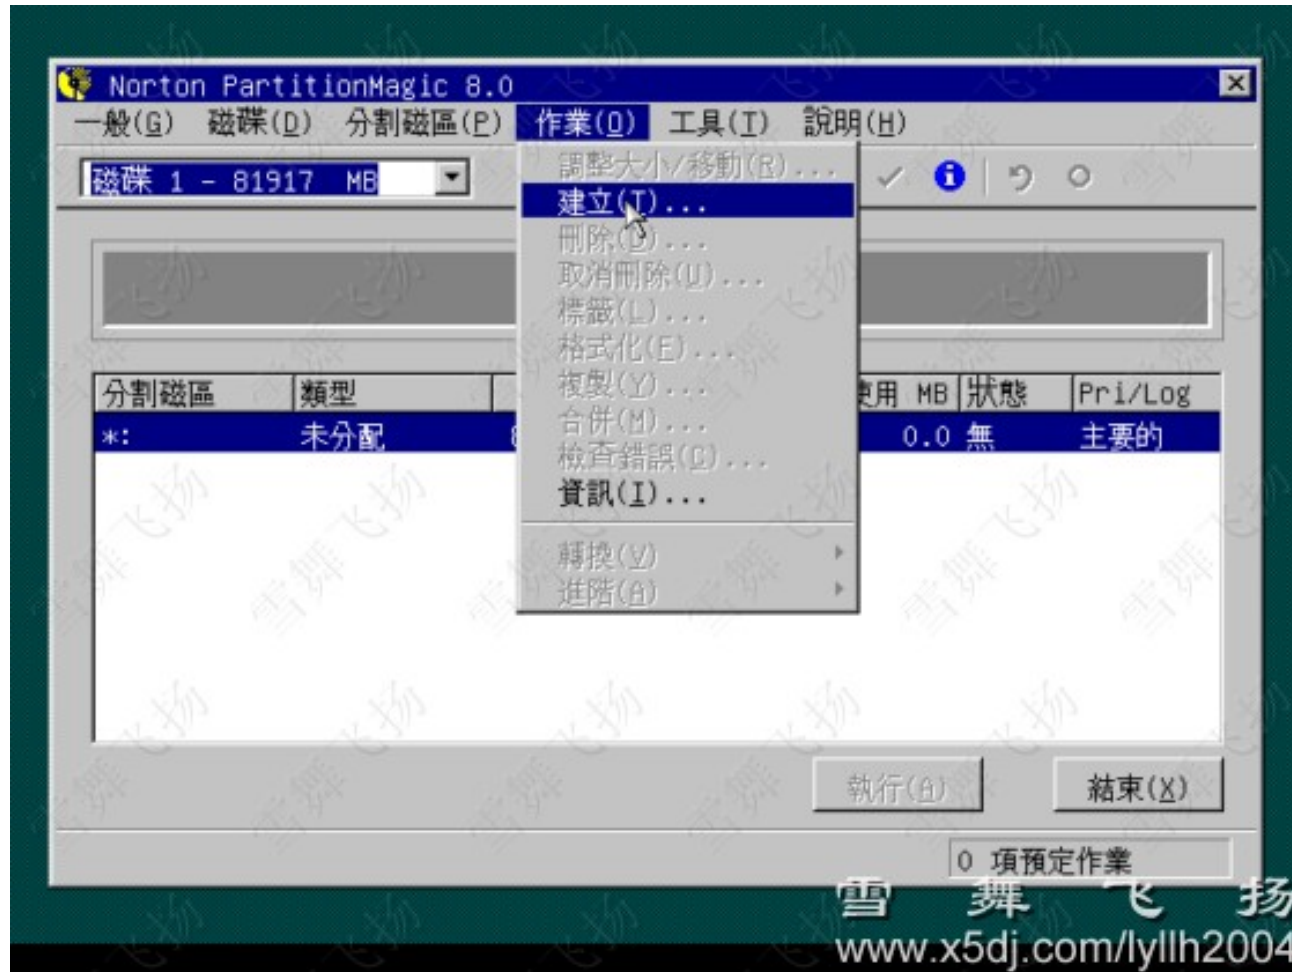 Norton PartitionMagic 8.0
一般(G) 磁碟(D) 分割磁區(P) 作業(O) 工具(T) 說明(H)
磁碟 1 - 81917 MB
調整大小/移動(R)...
建立(T)...
刪除(D)...
取消刪除(U)...
標籤(L)...
格式化(F)...
複製(Y)...
合併(M)...
檢查錯誤(C)...
資訊(I)...
轉換(V)
進階(A)
分割磁區 類型 使用 MB 狀態 Pri/Log
*: 未分配 0.0 無 主要的
執行(A) 結束(X)
0 項預定作業
雪舞飞扬
www.x5dj.com/lyllh2004